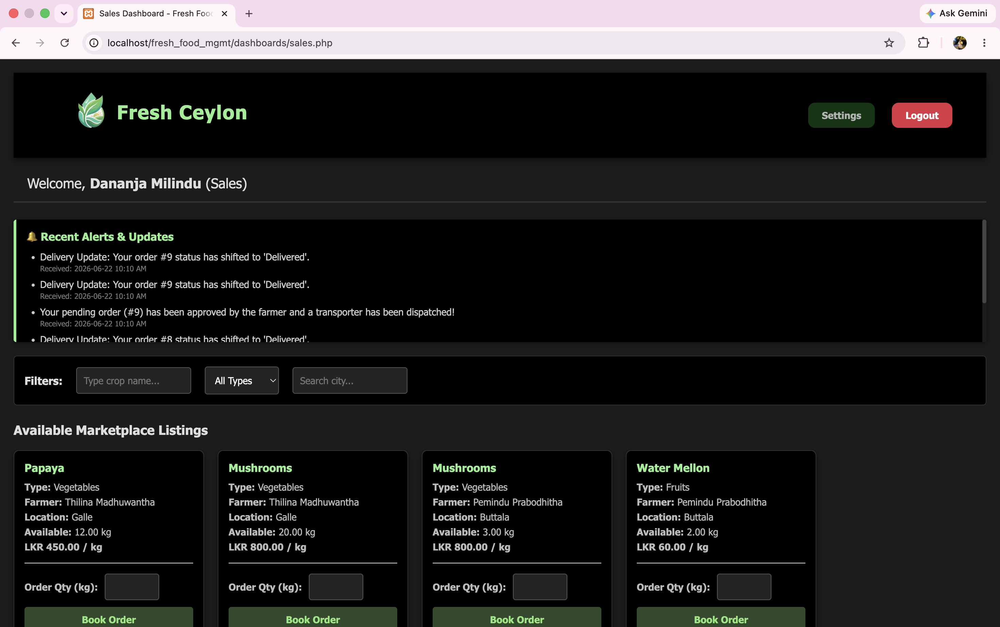 Sales Dashboard - Fresh Food
Ask Gemini
localhost/fresh_food_mgmt/dashboards/sales.php
Fresh Ceylon
Settings
Logout
Welcome, Dananja Milindu (Sales)
🔔 Recent Alerts & Updates
• Delivery Update: Your order #9 status has shifted to 'Delivered'.
Received: 2026-06-22 10:10 AM
• Delivery Update: Your order #9 status has shifted to 'Delivered'.
Received: 2026-06-22 10:10 AM
• Your pending order (#9) has been approved by the farmer and a transporter has been dispatched!
Received: 2026-06-22 10:10 AM
• Delivery Update: Your order #8 status has shifted to 'Delivered'.
Filters:
Type crop name...
All Types
Search city...
Available Marketplace Listings
Papaya
Type: Vegetables
Farmer: Thilina Madhuwantha
Location: Galle
Available: 12.00 kg
LKR 450.00 / kg
Order Qty (kg):
Book Order
Mushrooms
Type: Vegetables
Farmer: Thilina Madhuwantha
Location: Galle
Available: 20.00 kg
LKR 800.00 / kg
Order Qty (kg):
Book Order
Mushrooms
Type: Vegetables
Farmer: Pemindu Prabodhitha
Location: Buttala
Available: 3.00 kg
LKR 800.00 / kg
Order Qty (kg):
Book Order
Water Mellon
Type: Fruits
Farmer: Pemindu Prabodhitha
Location: Buttala
Available: 2.00 kg
LKR 60.00 / kg
Order Qty (kg):
Book Order